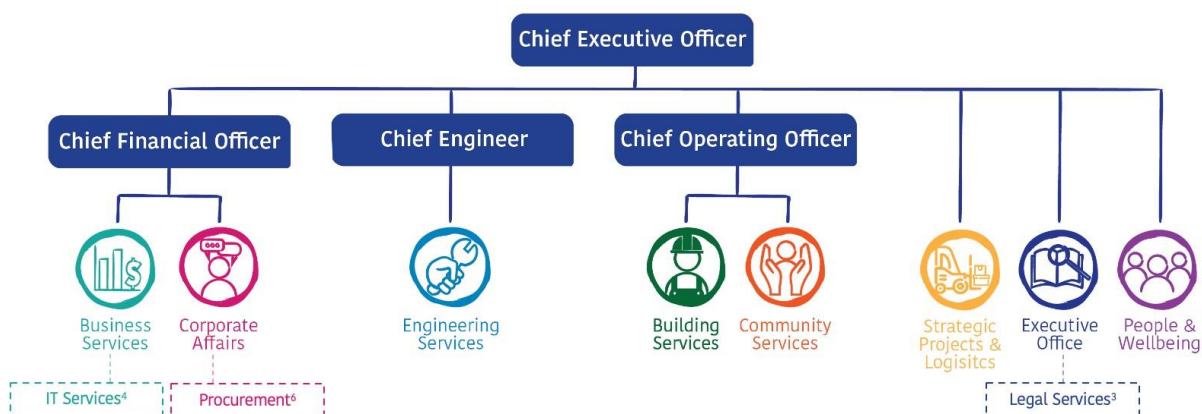 Chief Executive Officer
Chief Financial Officer
Chief Engineer
Chief Operating Officer
Business
Services
Corporate
Affairs
Engineering
Services
Building
Services
Community
Services
Strategic
Projects &
Logisitcs
Executive
Office
People &
Wellbeing
IT Services⁴
Procurement⁶
Legal Services³